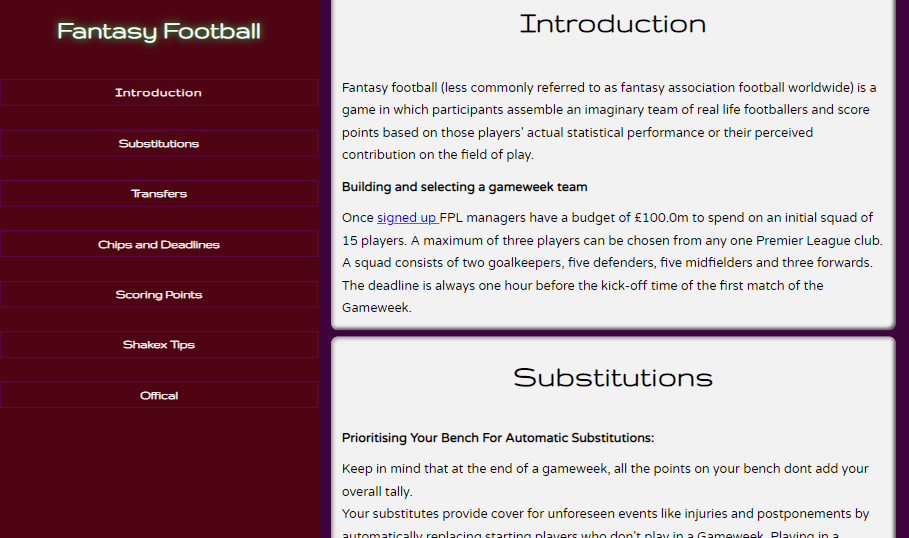 Fantasy Football
Introduction
Substitutions
Transfers
Chips and Deadlines
Scoring Points
Shakex Tips
Offical
Introduction
Fantasy football (less commonly referred to as fantasy association football worldwide) is a
game in which participants assemble an imaginary team of real life footballers and score
points based on those players' actual statistical performance or their perceived
contribution on the field of play.
Building and selecting a gameweek team
Once signed up FPL managers have a budget of £100.0m to spend on an initial squad of
15 players. A maximum of three players can be chosen from any one Premier League club.
A squad consists of two goalkeepers, five defenders, five midfielders and three forwards.
The deadline is always one hour before the kick-off time of the first match of the
Gameweek.
Substitutions
Prioritising Your Bench For Automatic Substitutions:
Keep in mind that at the end of a gameweek, all the points on your bench dont add your
overall tally.
Your substitutes provide cover for unforeseen events like injuries and postponements by
automatically replacing starting players who don't play in a Gameweek. Playing in a